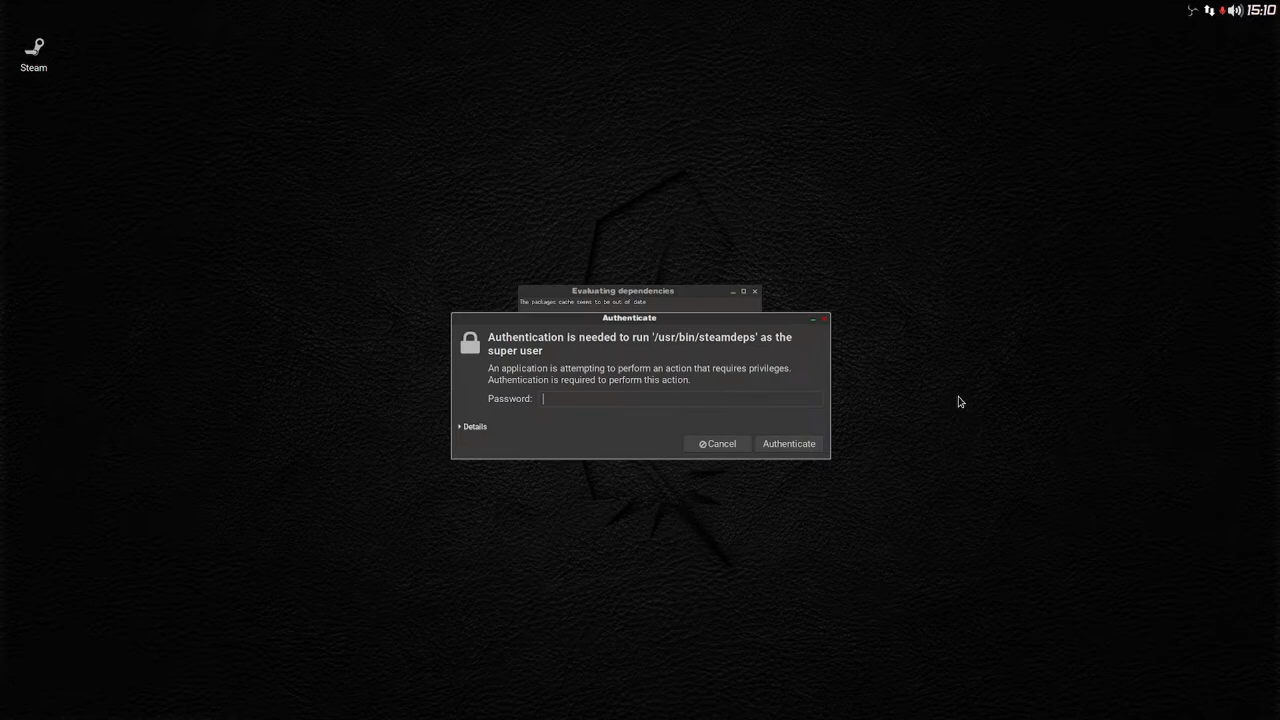 15:10
Steam
Evaluating dependencies
The packages cache seems to be out of date
Authenticate
Authentication is needed to run '/usr/bin/steamdeps' as the
super user
An application is attempting to perform an action that requires privileges.
Authentication is required to perform this action.
Password:
Details
Cancel
Authenticate